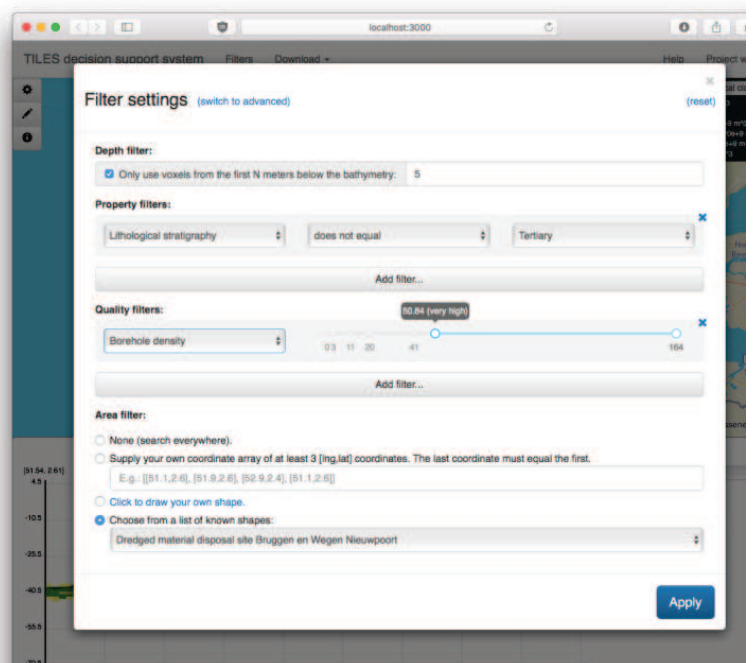 localhost:3000
TILES decision support system Filters Download Help Project w
Filter settings (switch to advanced) (reset)
Depth filter:
Only use voxels from the first N meters below the bathymetry: 5
Property filters:
Lithological stratigraphy does not equal Tertiary
Add filter...
Quality filters:
50.84 (very high)
Borehole density
0 3 11 20 41 164
Add filter...
Area filter:
None (search everywhere).
Supply your own coordinate array of at least 3 [lng,lat] coordinates. The last coordinate must equal the first.
E.g.: [[51.1,2.6], [51.9,2.6], [52.9,2.4], [51.1,2.6]]
Click to draw your own shape.
Choose from a list of known shapes:
Dredged material disposal site Bruggen en Wegen Nieuwpoort
Apply
[51.54, 2.61]
4.5
-10.5
-25.5
-40.5
-55.5
-70.5